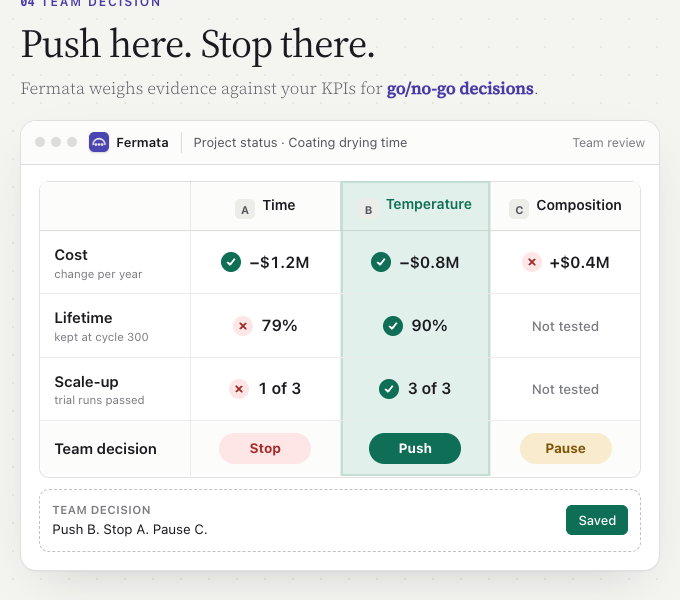 04 TEAM DECISION
Push here. Stop there.
Fermata weighs evidence against your KPIs for go/no-go decisions.
Fermata Project status · Coating drying time Team review
A Time B Temperature C Composition
Cost −$1.2M −$0.8M +$0.4M
change per year
Lifetime 79% 90% Not tested
kept at cycle 300
Scale-up 1 of 3 3 of 3 Not tested
trial runs passed
Team decision Stop Push Pause
TEAM DECISION
Push B. Stop A. Pause C.
Saved